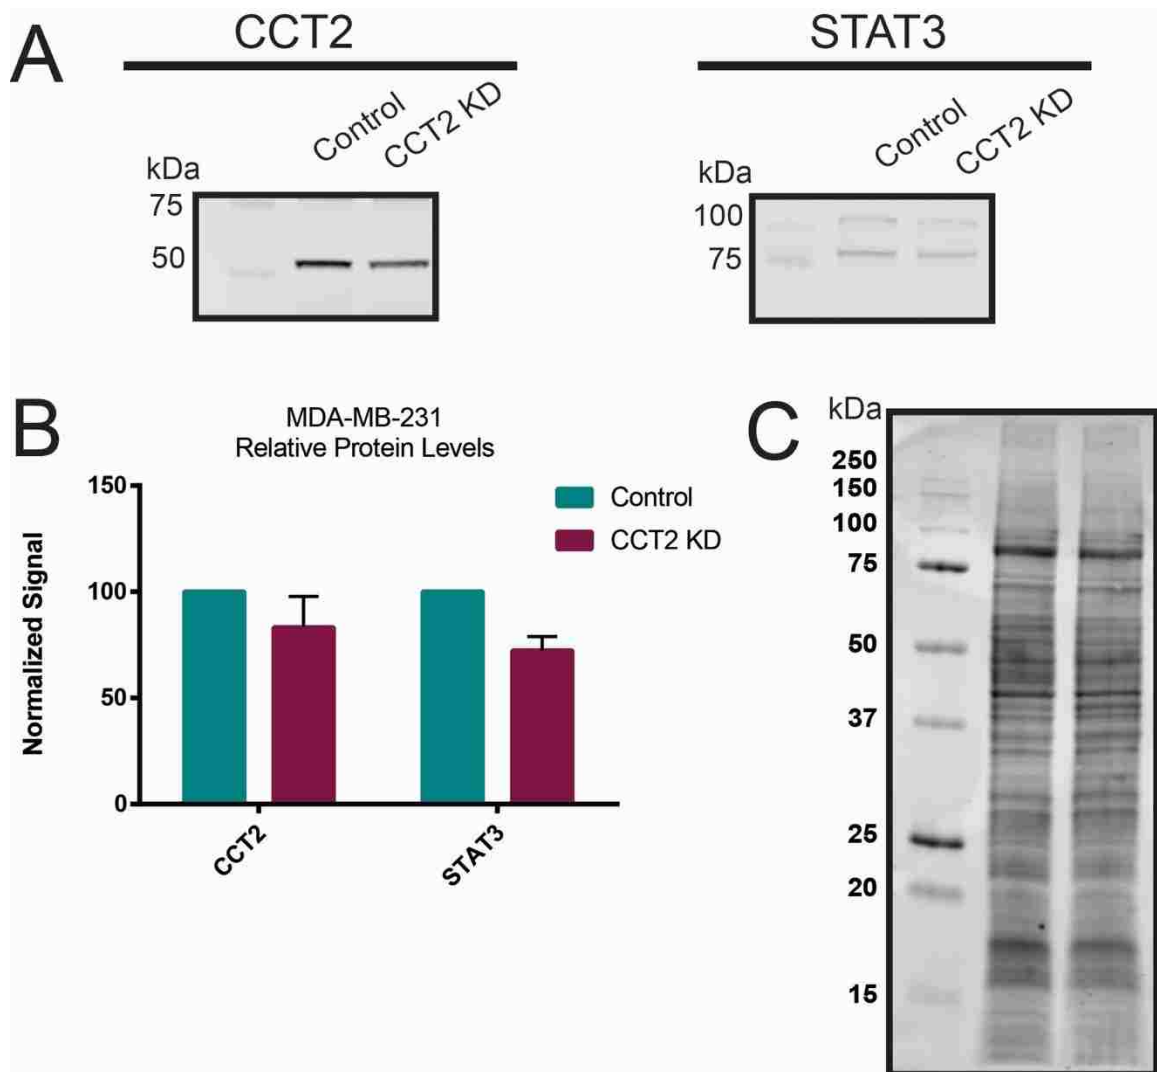 A
CCT2
STAT3
Control
CCT2 KD
kDa
75
50
Control
CCT2 KD
kDa
100
75
B
MDA-MB-231
Relative Protein Levels
Normalized Signal
150
100
50
0
Control
CCT2 KD
CCT2
STAT3
C
kDa
250
150
100
75
50
37
25
20
15